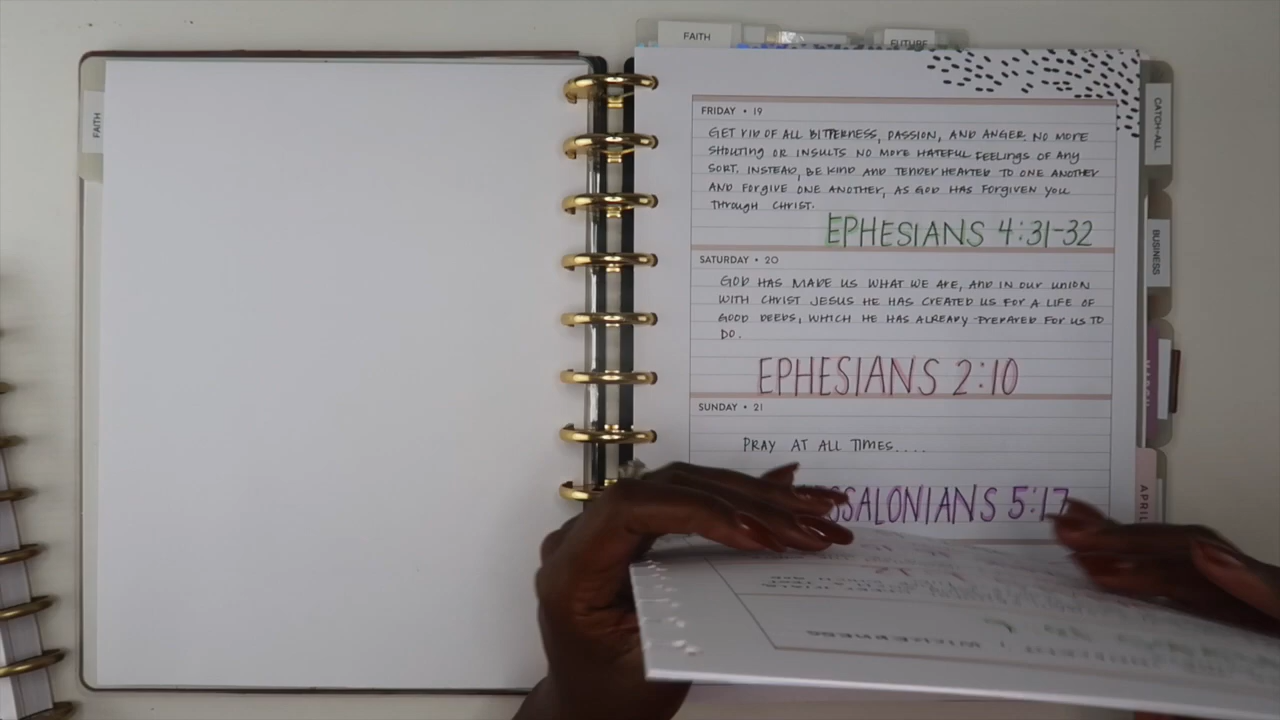 FAITH
FUTURE
FAITH
FRIDAY • 19
GET RID OF ALL BITTERNESS, PASSION, AND ANGER. NO MORE
SHOUTING OR INSULTS NO MORE HATEFUL FEELINGS OF ANY
SORT. INSTEAD, BE KIND AND TENDER HEARTED TO ONE ANOTHER
AND FORGIVE ONE ANOTHER, AS GOD HAS FORGIVEN YOU
THROUGH CHRIST.
EPHESIANS 4:31-32
SATURDAY • 20
GOD HAS MADE US WHAT WE ARE, AND IN OUR UNION
WITH CHRIST JESUS HE HAS CREATED US FOR A LIFE OF
GOOD DEEDS, WHICH HE HAS ALREADY PREPARED FOR US TO
DO.
EPHESIANS 2:10
SUNDAY • 21
PRAY AT ALL TIMES....
SSALONIANS 5:17
CATCH-ALL
BUSINESS
MARCH
APRIL